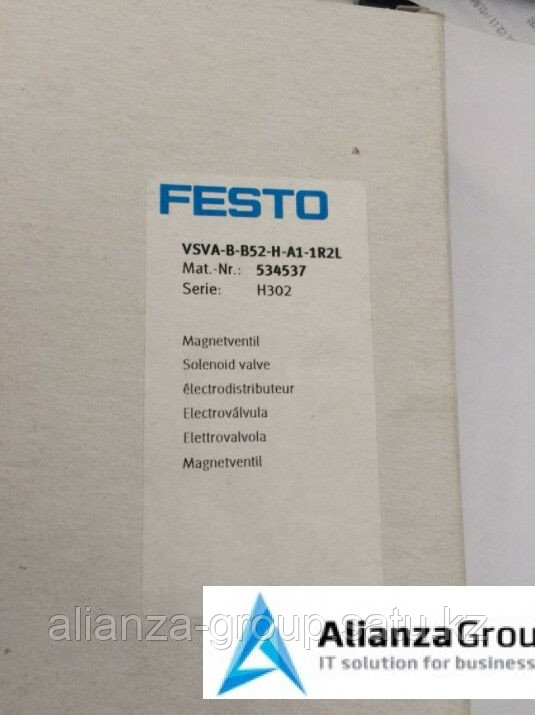 FESTO
VSVA-B-B52-H-A1-1R2L
Mat.-Nr.: 534537
Serie: H302
Magnetventil
Solenoid valve
électrodistributeur
Electroválvula
Elettrovalvola
Magnetventil
alianza-group.satu.kz
AlianzaGrou
IT solution for business